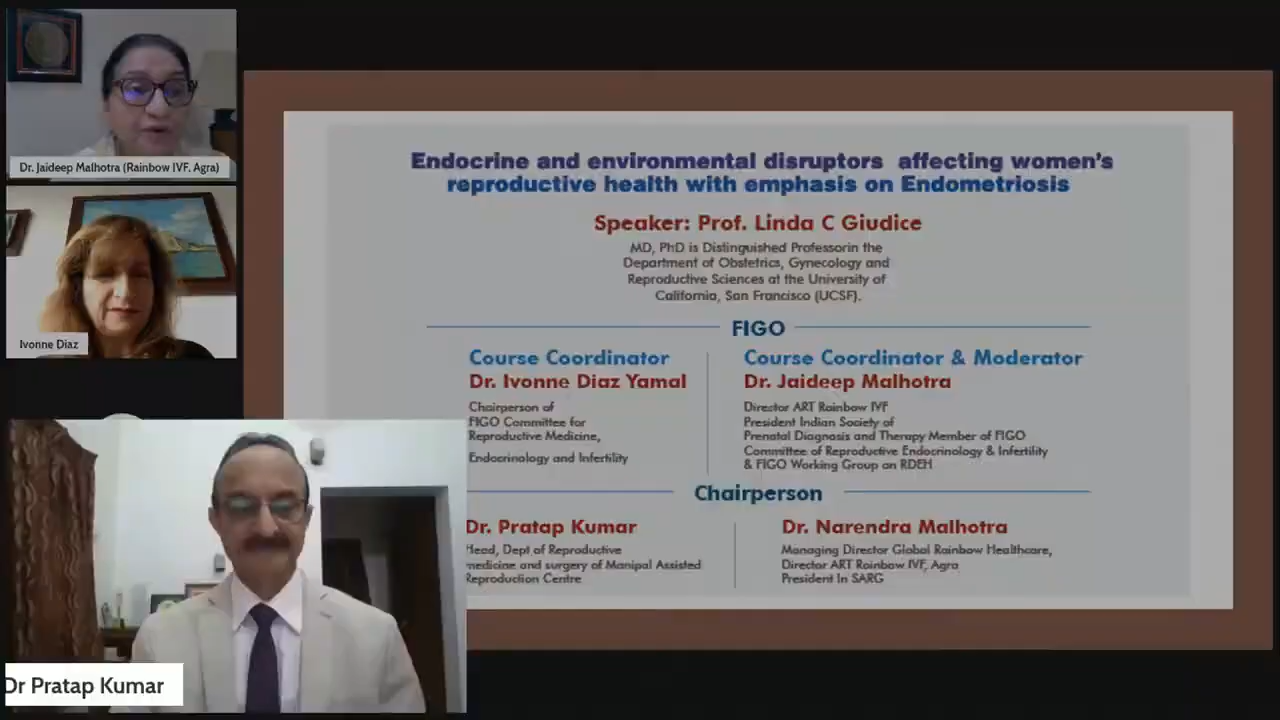 Dr. Jaideep Malhotra (Rainbow IVF, Agra)
Ivonne Diaz
Dr Pratap Kumar
Endocrine and environmental disruptors affecting women's
reproductive health with emphasis on Endometriosis
Speaker: Prof. Linda C Giudice
MD, PhD is Distinguished Professorin the
Department of Obstetrics, Gynecology and
Reproductive Sciences at the University of
California, San Francisco (UCSF).
FIGO
Course Coordinator
Dr. Ivonne Diaz Yamal
Chairperson of
FIGO Committee for
Reproductive Medicine,
Endocrinology and Infertility
Course Coordinator & Moderator
Dr. Jaideep Malhotra
Director ART Rainbow IVF
President Indian Society of
Prenatal Diagnosis and Therapy Member of FIGO
Committee of Reproductive Endocrinology & Infertility
& FIGO Working Group on RDEH
Chairperson
Dr. Pratap Kumar
Head, Dept of Reproductive
medicine and surgery of Manipal Assisted
Reproduction Centre
Dr. Narendra Malhotra
Managing Director Global Rainbow Healthcare,
Director ART Rainbow IVF, Agra
President In SARG